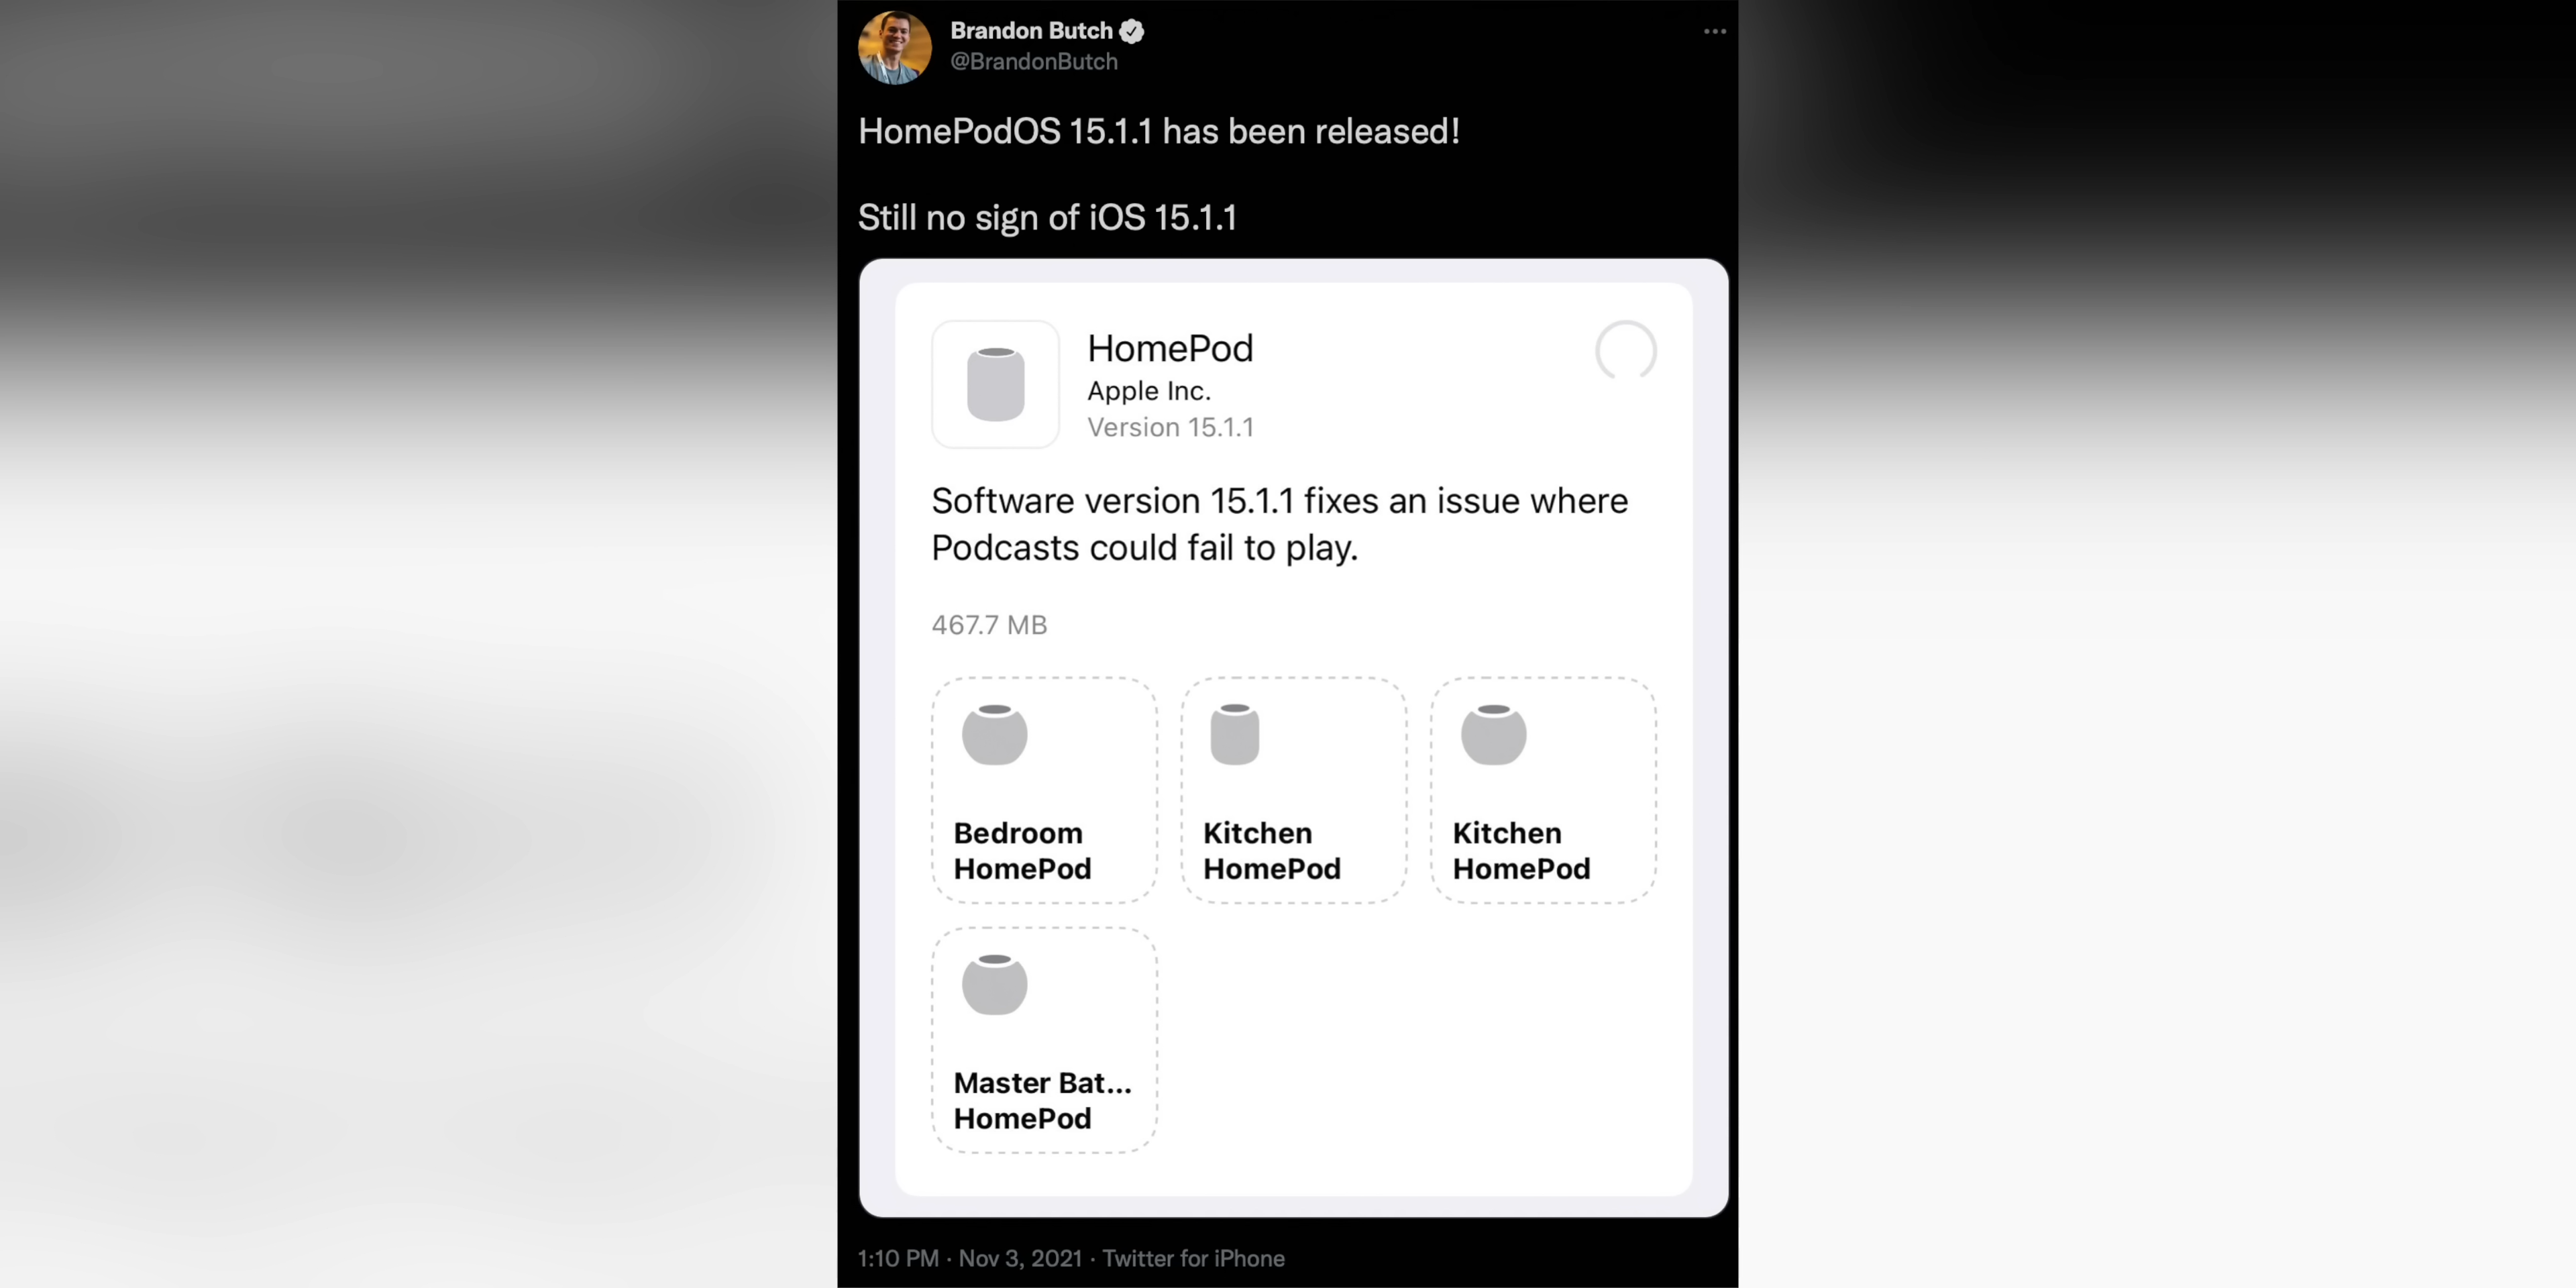 Brandon Butch
@BrandonButch
HomePodOS 15.1.1 has been released!
Still no sign of iOS 15.1.1
HomePod
Apple Inc.
Version 15.1.1
Software version 15.1.1 fixes an issue where
Podcasts could fail to play.
467.7 MB
Bedroom
HomePod
Kitchen
HomePod
Kitchen
HomePod
Master Bat...
HomePod
1:10 PM · Nov 3, 2021 · Twitter for iPhone